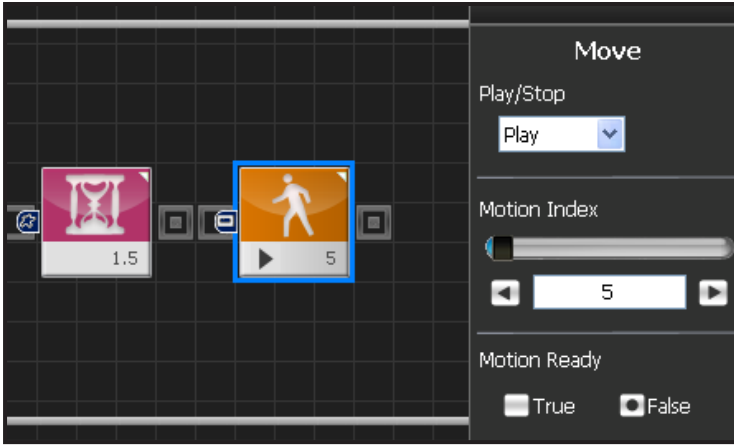 1.5
5
Move
Play/Stop
Play
Motion Index
5
Motion Ready
True False